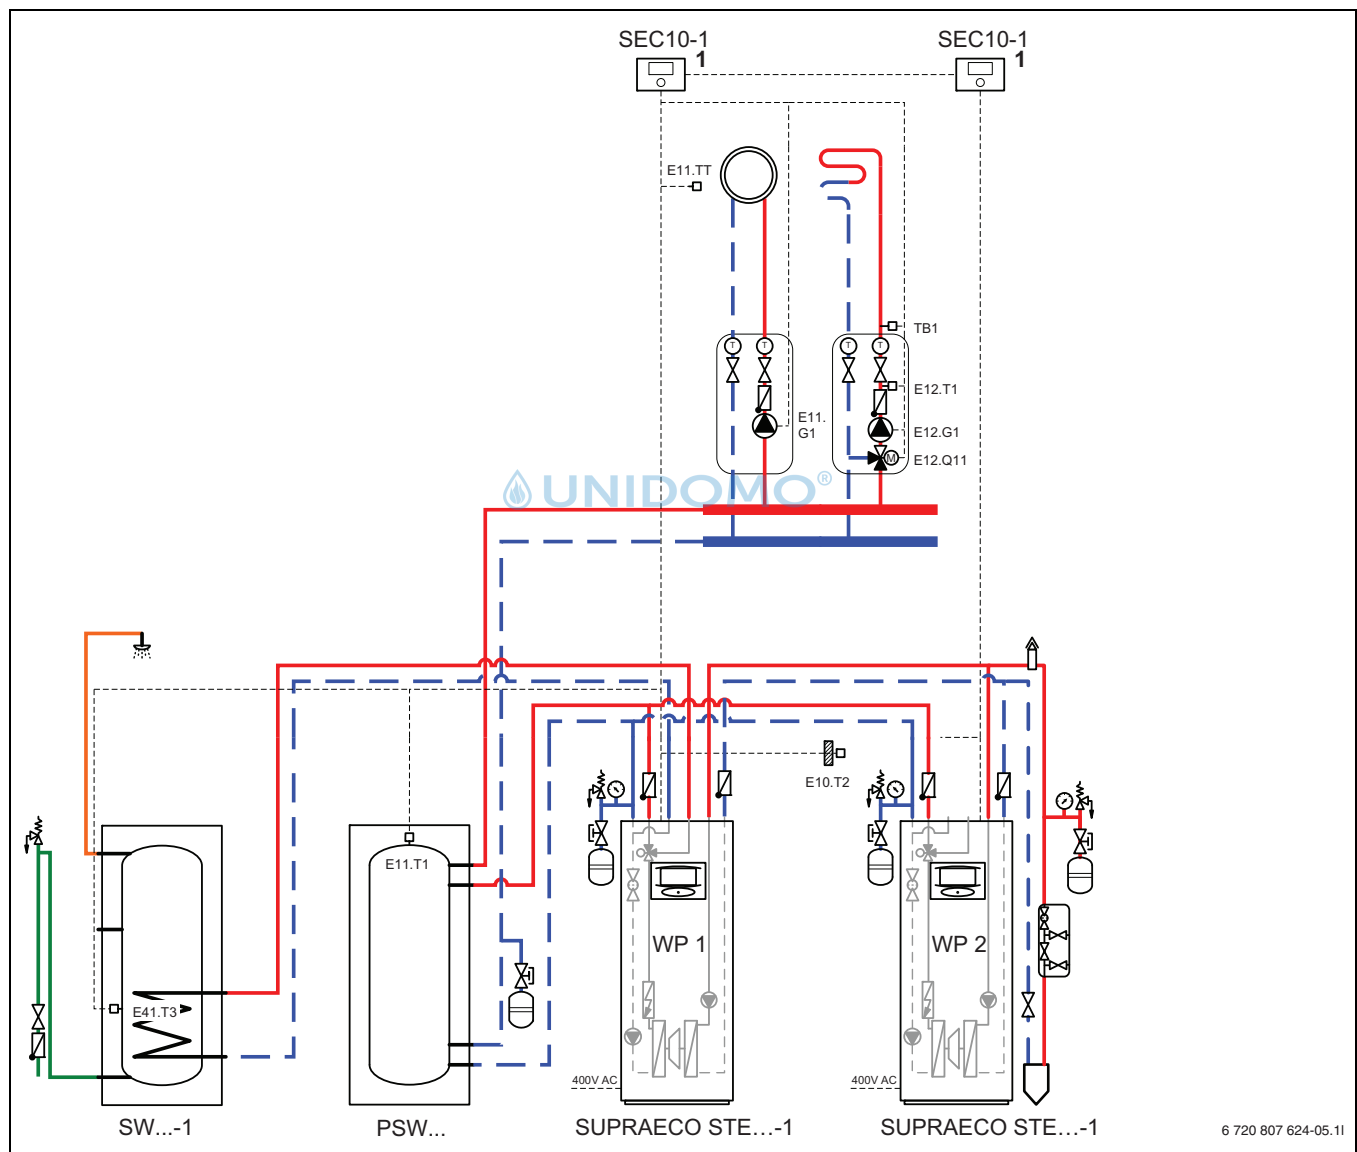 SEC10-1
1
SEC10-1
1
E11.TT
TB1
T
T
T
T
E12.T1
E11.
G1
E12.G1
M
E12.Q11
UNIDOMO®
E10.T2
E11.T1
WP 1
WP 2
E41.T3
400V AC
400V AC
SW...-1
PSW...
SUPRAECO STE...-1
SUPRAECO STE...-1
6 720 807 624-05.1I